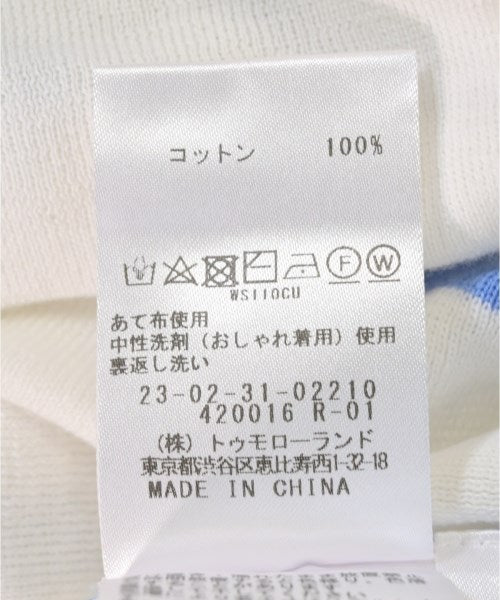 コットン 100%
F W
WS110CU
あて布使用
中性洗剤（おしゃれ着用）使用
裏返し洗い
23-02-31-02210
420016 R-01
（株）トゥモローランド
東京都渋谷区恵比寿西1-32-18
MADE IN CHINA